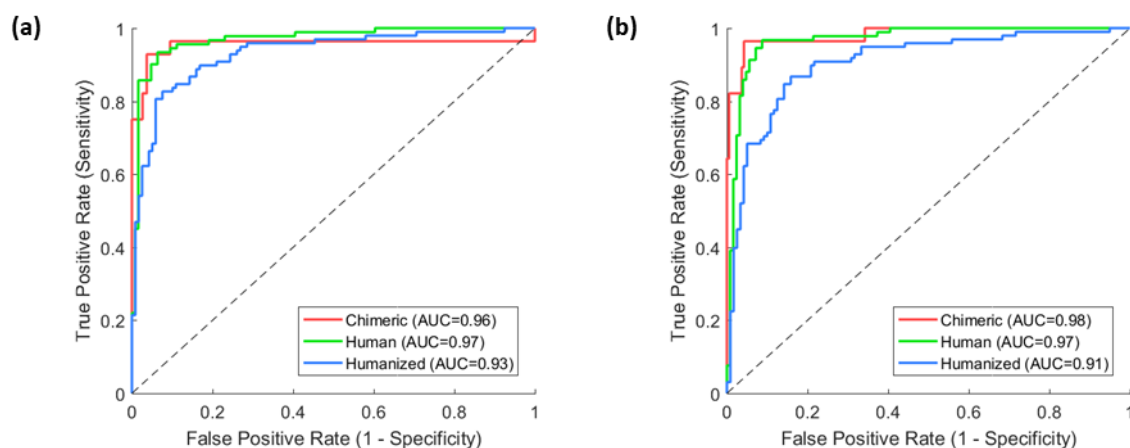 (a)
True Positive Rate (Sensitivity)
1
0.8
0.6
0.4
0.2
0
0
0.2
0.4
0.6
0.8
1
False Positive Rate (1 - Specificity)
Chimeric (AUC=0.96)
Human (AUC=0.97)
Humanized (AUC=0.93)
(b)
True Positive Rate (Sensitivity)
1
0.8
0.6
0.4
0.2
0
0
0.2
0.4
0.6
0.8
1
False Positive Rate (1 - Specificity)
Chimeric (AUC=0.98)
Human (AUC=0.97)
Humanized (AUC=0.91)